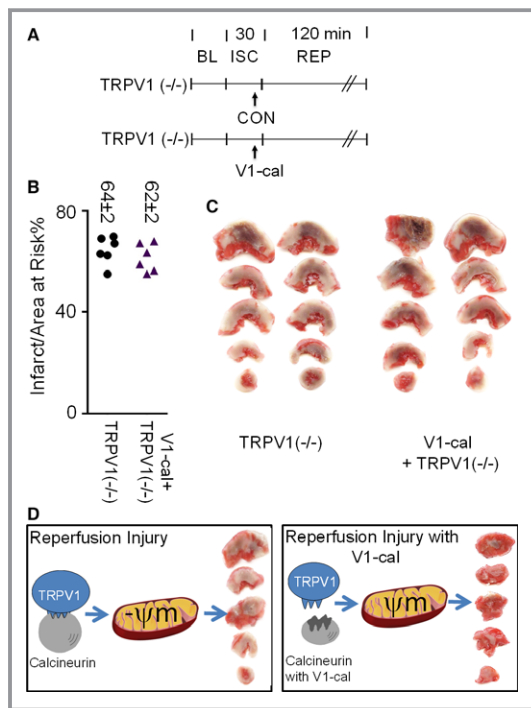 A
30
120 min
BL
ISC
REP
TRPV1 (-/-)
CON
TRPV1 (-/-)
V1-cal
B
64±2
62±2
80
40
0
Infarct/Area at Risk%
TRPV1(-/-)
V1-cal+
TRPV1(-/-)
C
TRPV1(-/-)
V1-cal
+ TRPV1(-/-)
D
Reperfusion Injury
TRPV1
Calcineurin
-ψm
Reperfusion Injury with
V1-cal
TRPV1
Calcineurin
with V1-cal
ψm